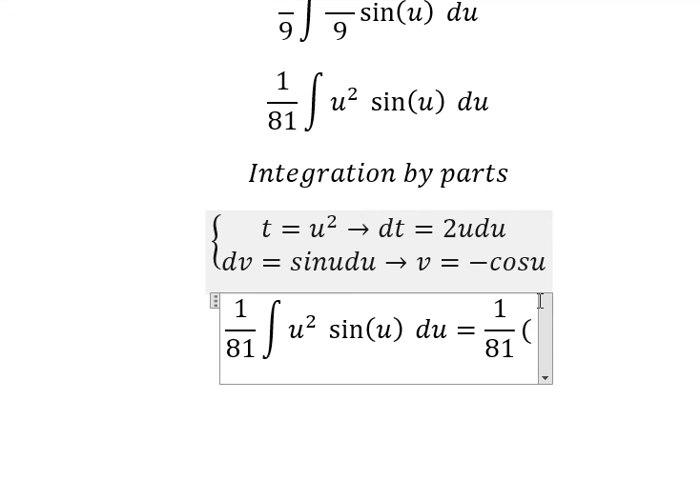 /9 ∫ /9 sin(u) du
1/81 ∫ u² sin(u) du
Integration by parts
t = u² → dt = 2udu
dv = sinudu → v = −cosu
1/81 ∫ u² sin(u) du = 1/81 (